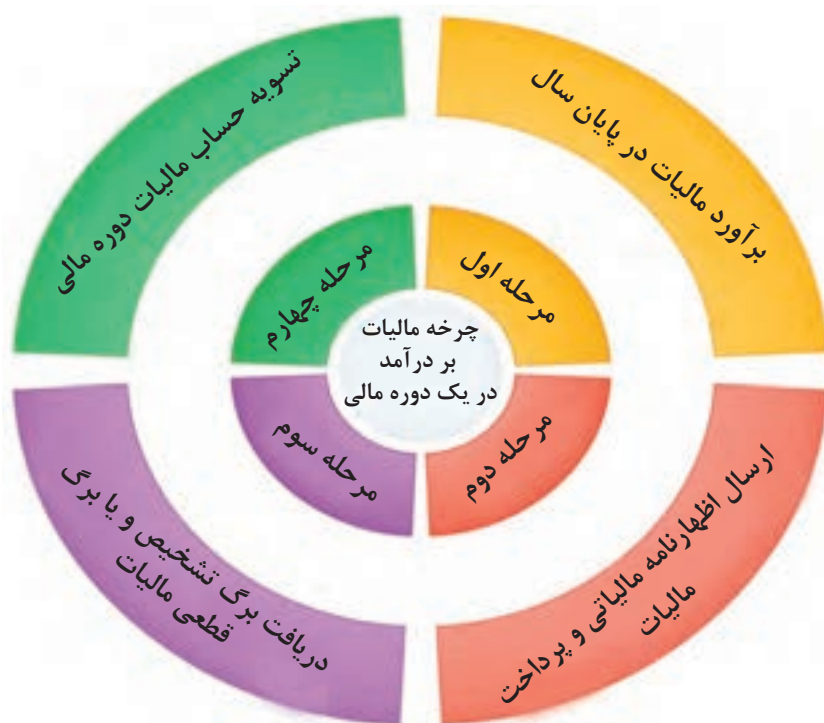 چرخه مالیات
بر درآمد
در یک دوره مالی
مرحله اول
برآورد مالیات در پایان سال
مرحله دوم
ارسال اظهارنامه مالیاتی و پرداخت
مالیات
مرحله سوم
دریافت برگ تشخیص و یا برگ
قطعی مالیات
مرحله چهارم
تسویه حساب مالیات دوره مالی